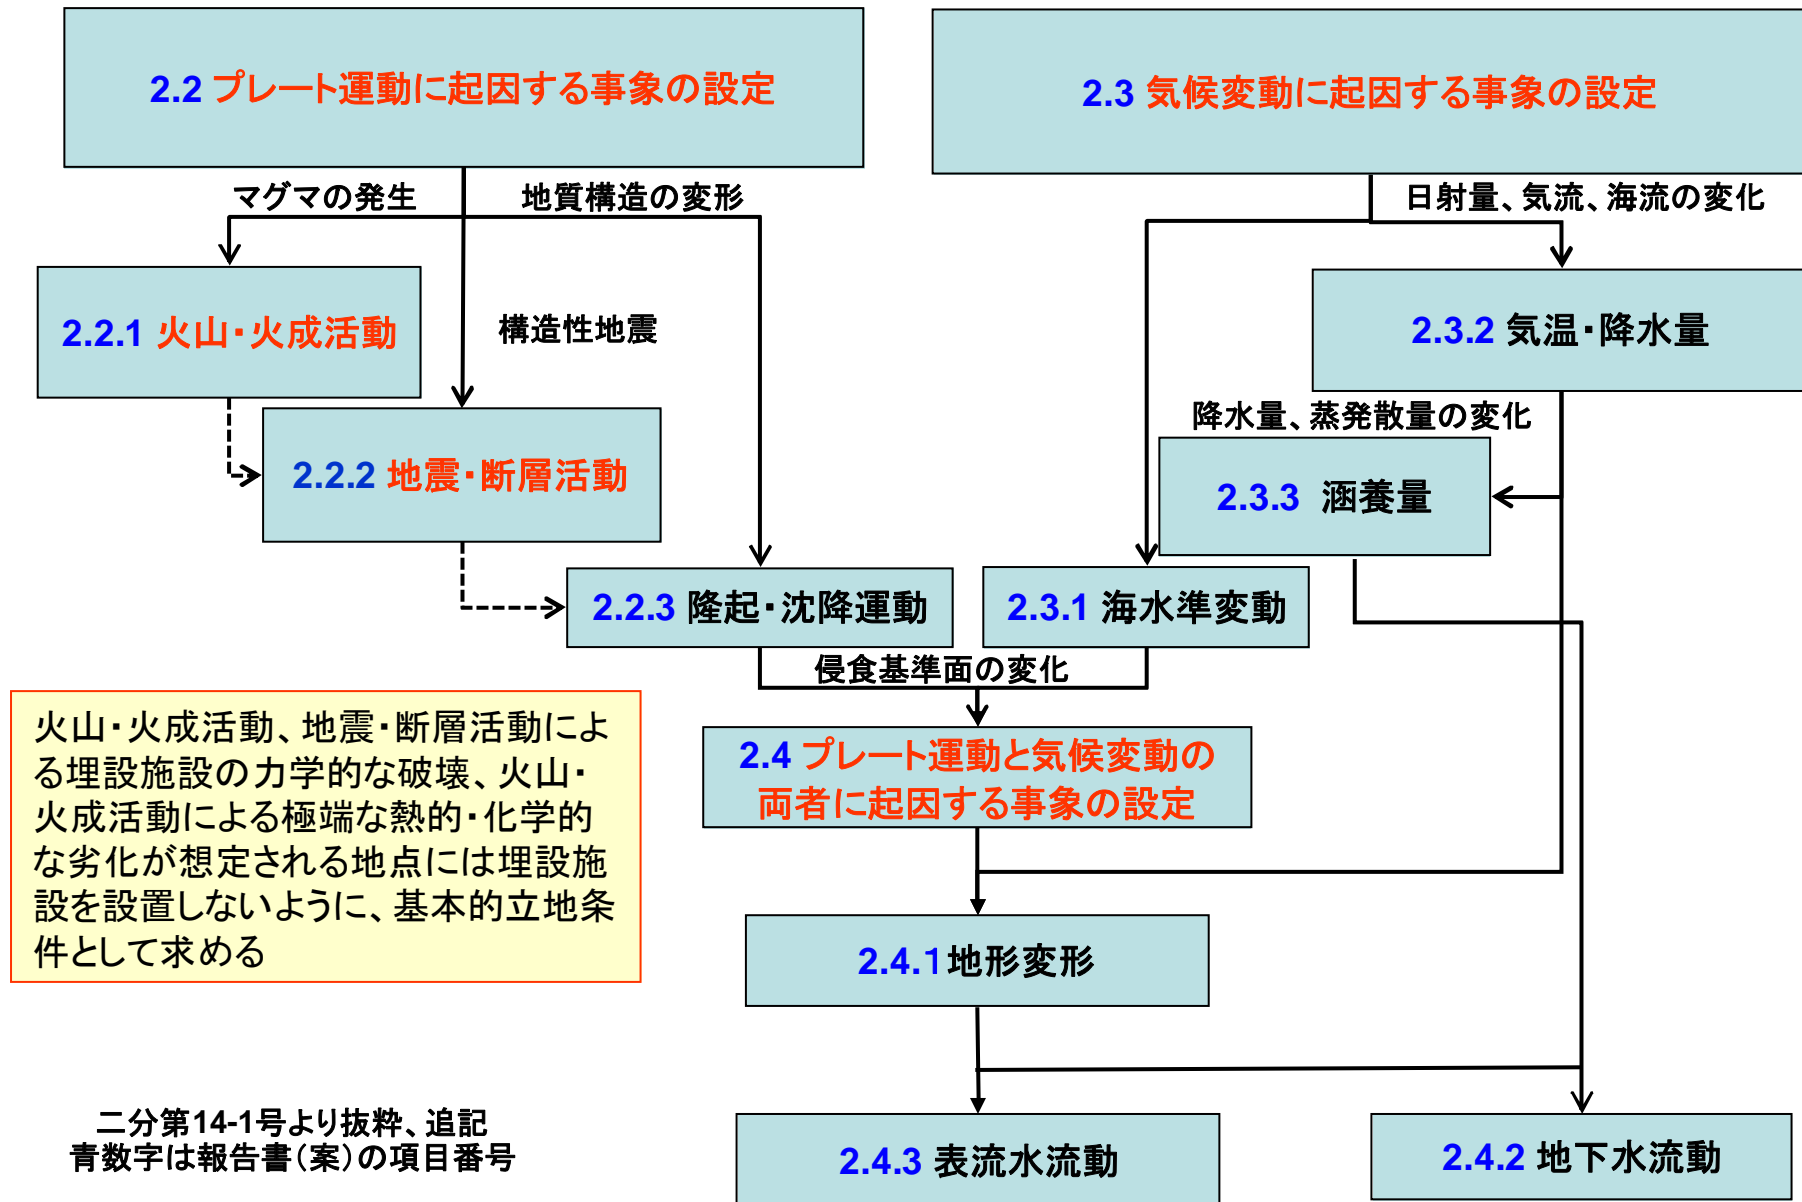 2.2 プレート運動に起因する事象の設定
2.3 気候変動に起因する事象の設定
マグマの発生
地質構造の変形
日射量、気流、海流の変化
2.2.1 火山・火成活動
構造性地震
2.3.2 気温・降水量
降水量、蒸発散量の変化
2.2.2 地震・断層活動
2.3.3 涵養量
2.2.3 隆起・沈降運動
2.3.1 海水準変動
侵食基準面の変化
2.4 プレート運動と気候変動の
両者に起因する事象の設定
火山・火成活動、地震・断層活動によ
る埋設施設の力学的な破壊、火山・
火成活動による極端な熱的・化学的
な劣化が想定される地点には埋設施
設を設置しないように、基本的立地条
件として求める
2.4.1地形変形
二分第14-1号より抜粋、追記
青数字は報告書(案)の項目番号
2.4.3 表流水流動
2.4.2 地下水流動